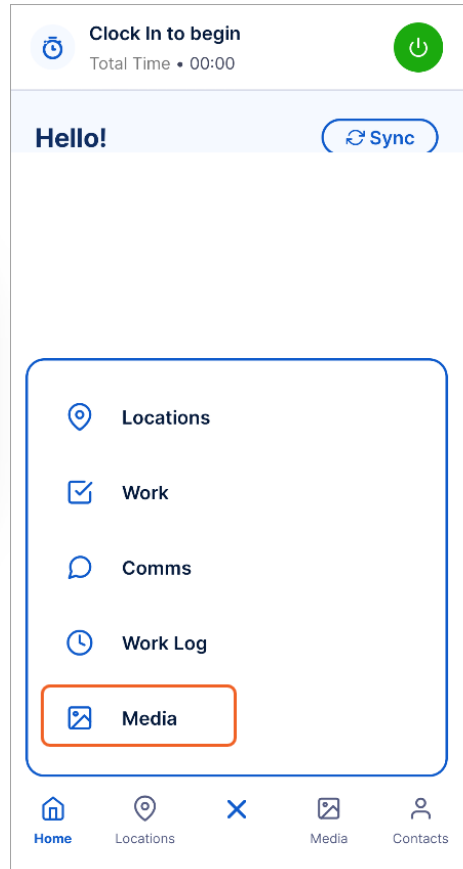 Clock In to begin
Total Time • 00:00
Hello!
Sync
Locations
Work
Comms
Work Log
Media
Home
Locations
Media
Contacts